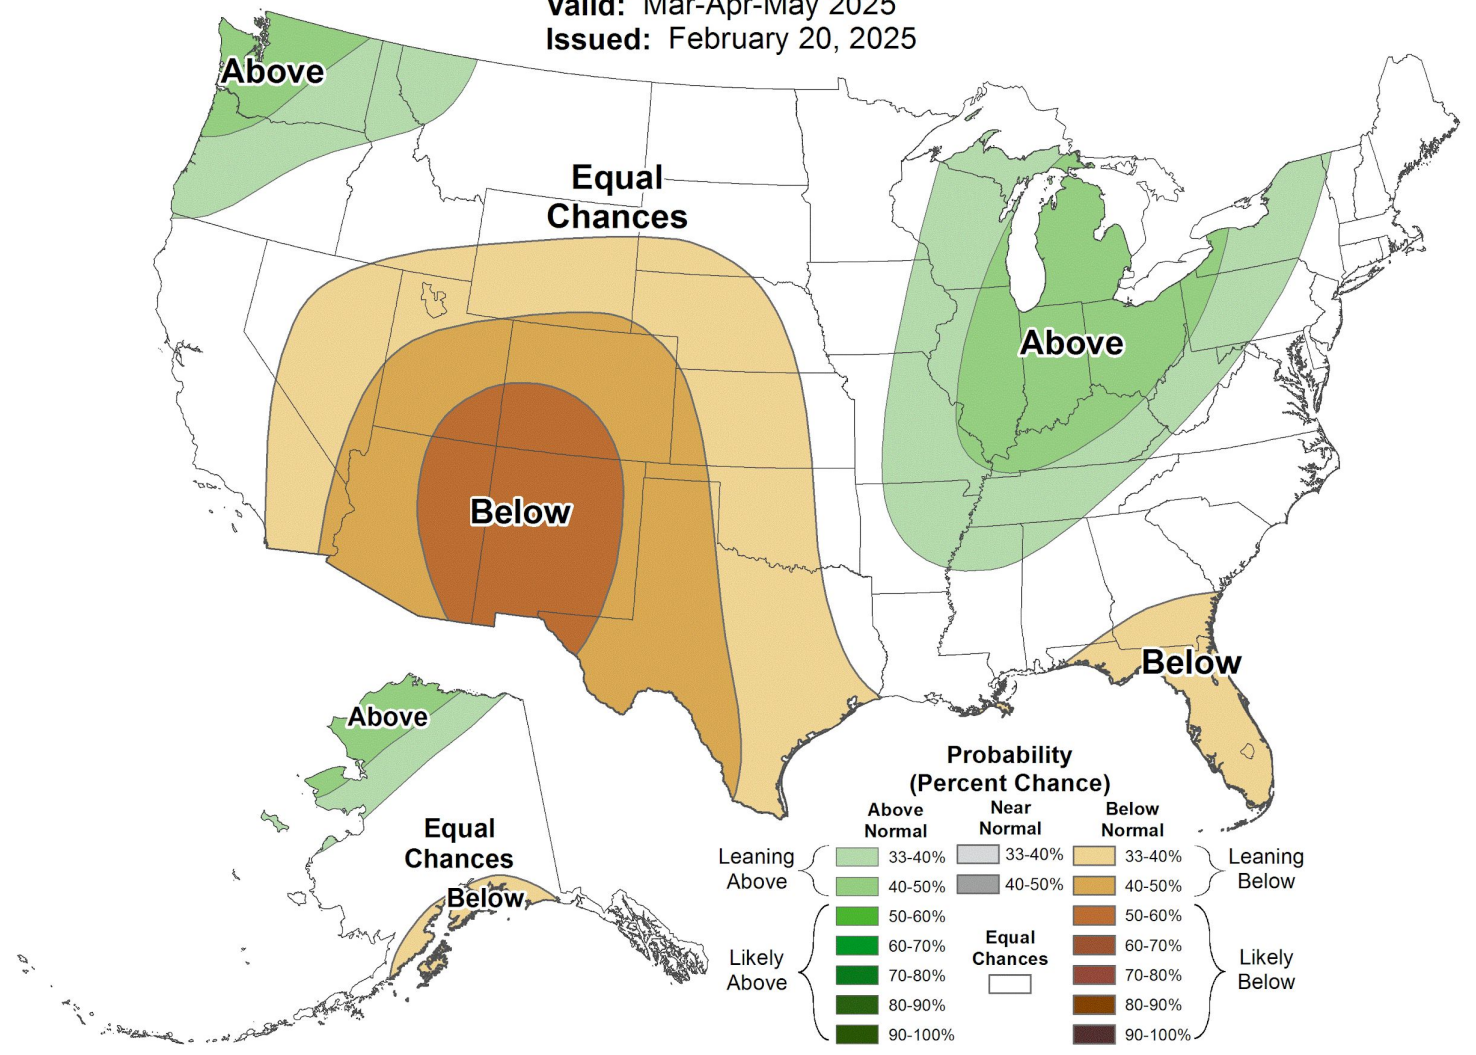 Valid: Mar-Apr-May 2025
Issued: February 20, 2025
Above
Equal
Chances
Above
Below
Below
Above
Equal
Chances
Below
Probability
(Percent Chance)
Above
Normal
Near
Normal
Below
Normal
Leaning
Above
33-40%
40-50%
33-40%
40-50%
33-40%
40-50%
Leaning
Below
Likely
Above
50-60%
60-70%
70-80%
80-90%
90-100%
Equal
Chances
50-60%
60-70%
70-80%
80-90%
90-100%
Likely
Below